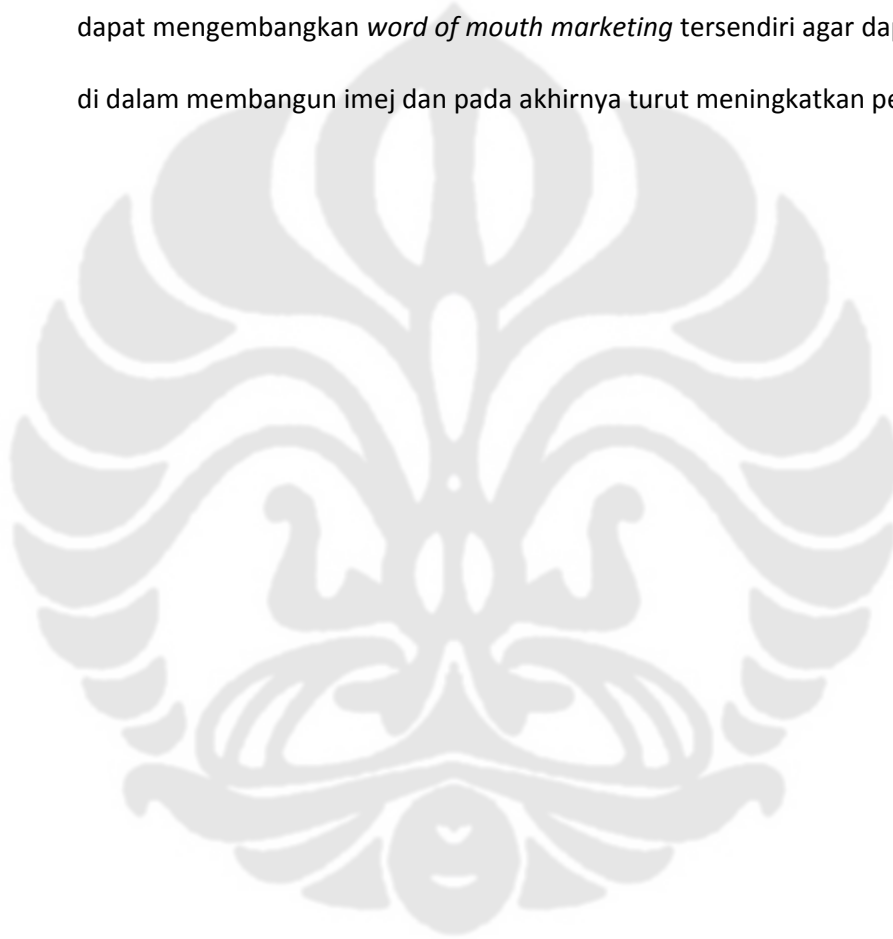 dapat mengembangkan word of mouth marketing tersendiri agar
di dalam membangun imej dan pada akhirnya turut meningkatkan